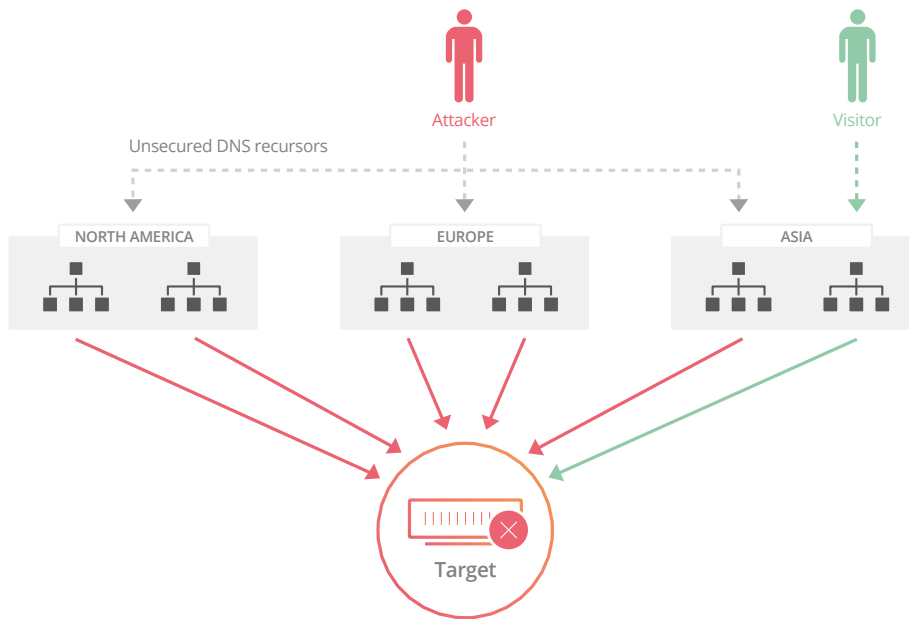 Attacker
Visitor
Unsecured DNS recursors
NORTH AMERICA
EUROPE
ASIA
Target